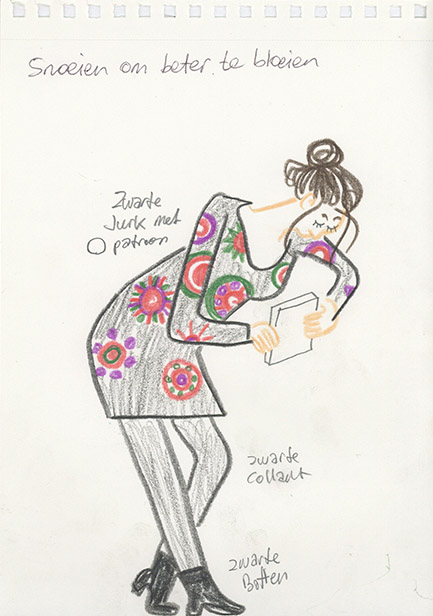 Snoeien om beter te bloeien
Zwarte
Jurk met
O patroon
zwarte
Collant
zwarte
Botten